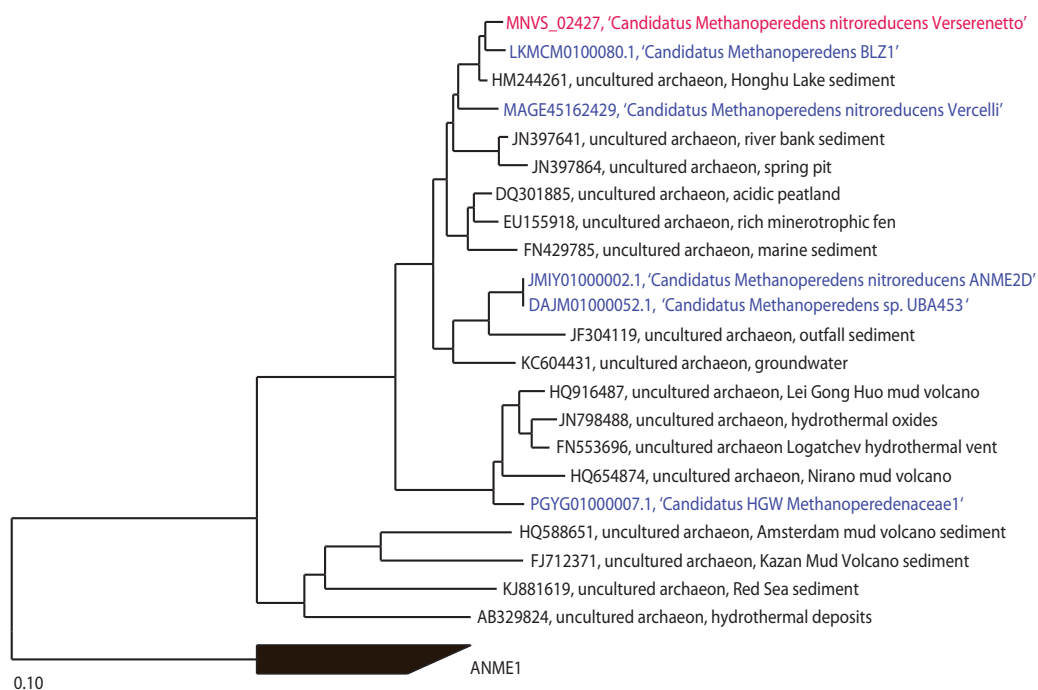 MNVS_02427, ‘Candidatus Methanoperedens nitroreducens Verserenetto’
LKMCM0100080.1, ‘Candidatus Methanoperedens BLZ1’
HM244261, uncultured archaeon, Honghu Lake sediment
MAGE45162429, ‘Candidatus Methanoperedens nitroreducens Vercelli’
JN397641, uncultured archaeon, river bank sediment
JN397864, uncultured archaeon, spring pit
DQ301885, uncultured archaeon, acidic peatland
EU155918, uncultured archaeon, rich minerotrophic fen
FN429785, uncultured archaeon, marine sediment
JMIY01000002.1, ‘Candidatus Methanoperedens nitroreducens ANME2D’
DAJM01000052.1, ‘Candidatus Methanoperedens sp. UBA453’
JF304119, uncultured archaeon, outfall sediment
KC604431, uncultured archaeon, groundwater
HQ916487, uncultured archaeon, Lei Gong Huo mud volcano
JN798488, uncultured archaeon, hydrothermal oxides
FN553696, uncultured archaeon Logatchev hydrothermal vent
HQ654874, uncultured archaeon, Nirano mud volcano
PGYG01000007.1, ‘Candidatus HGW Methanoperedenaceae1‘
HQ588651, uncultured archaeon, Amsterdam mud volcano sediment
FJ712371, uncultured archaeon, Kazan Mud Volcano sediment
KJ881619, uncultured archaeon, Red Sea sediment
AB329824, uncultured archaeon, hydrothermal deposits
ANME1
0.10